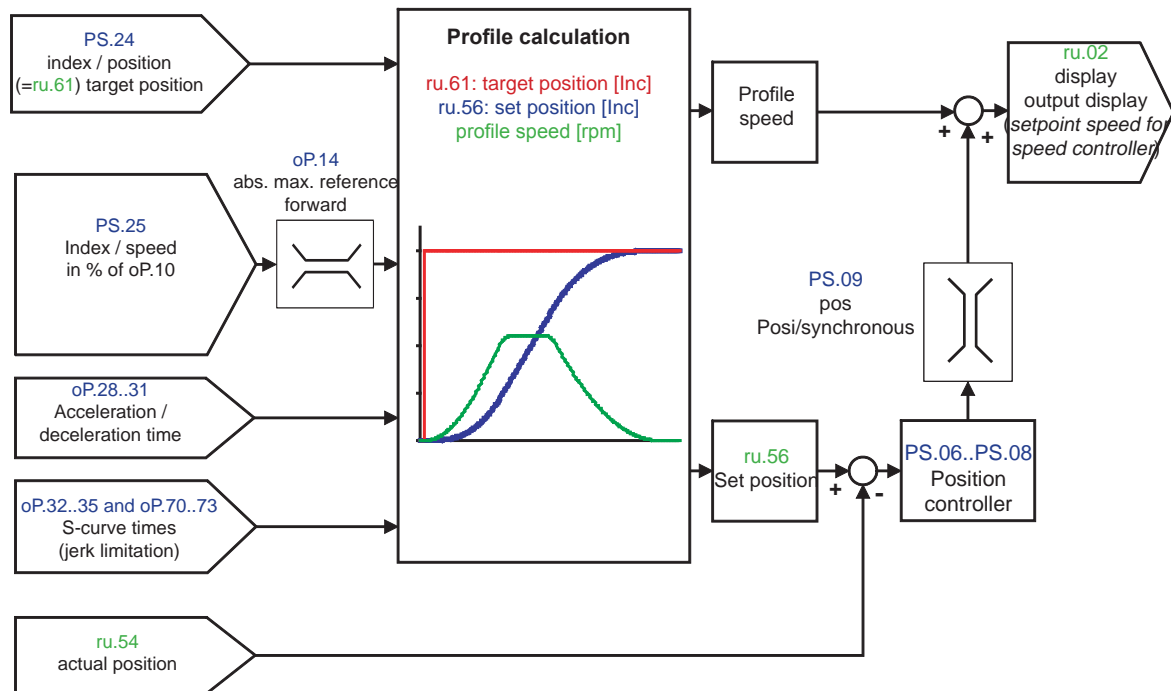 PS.24
index / position
(=ru.61) target position
oP.14
abs. max. reference
forward
PS.25
Index / speed
in % of oP.10
oP.28..31
Acceleration /
deceleration time
oP.32..35 and oP.70..73
S-curve times
(jerk limitation)
ru.54
actual position
Profile calculation
ru.61: target position [Inc]
ru.56: set position [Inc]
profile speed [rpm]
Profile
speed
+
+
ru.02
display
output display
(setpoint speed for
speed controller)
PS.09
pos
Posi/synchronous
ru.56
Set position
+
-
PS.06..PS.08
Position
controller